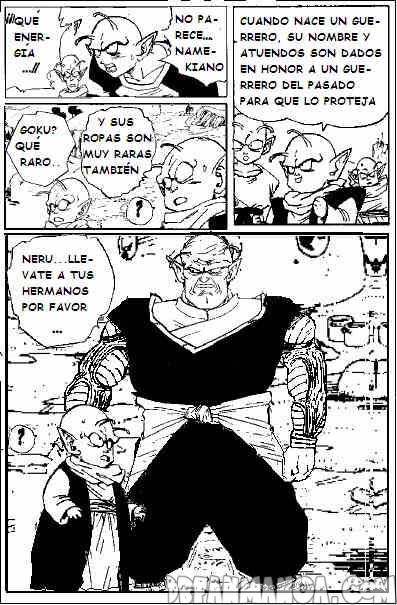 ¡¡¡QUÉ
ENER-
GÍA
...!!
NO PA-
RECE...
NAME-
KIANO
CUANDO NACE UN GUE-
RRERO, SU NOMBRE Y
ATUENDOS SON DADOS
EN HONOR A UN GUE-
RRERO DEL PASADO
PARA QUE LO PROTEJA
GOKU?
QUÉ
RARO...
Y SUS
ROPAS SON
MUY RARAS
TAMBIÉN
?
?
NERU...LLE-
VATE A TUS
HERMANOS
POR FAVOR
...
?
DBFANMANGA.COM